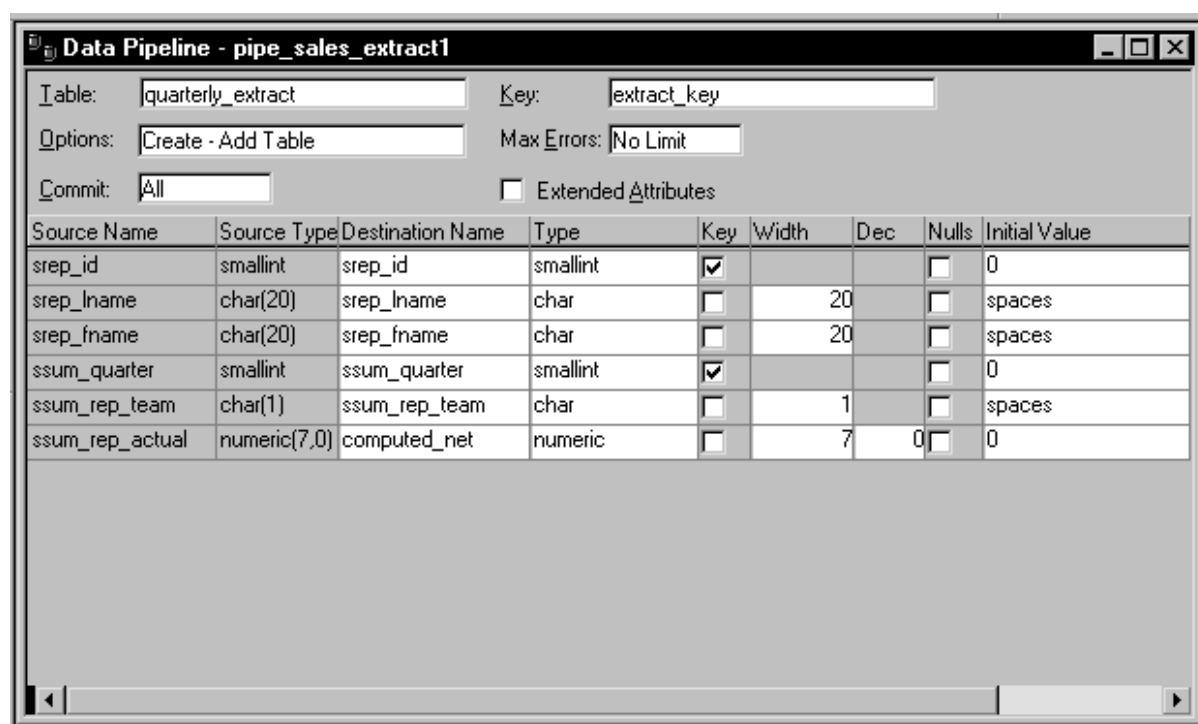 Data Pipeline - pipe_sales_extract1
Table: quarterly_extract Key: extract_key
Options: Create - Add Table Max Errors: No Limit
Commit: All Extended Attributes
Source Name Source Type Destination Name Type Key Width Dec Nulls Initial Value
srep_id smallint srep_id smallint 0
srep_lname char(20) srep_lname char 20 spaces
srep_fname char(20) srep_fname char 20 spaces
ssum_quarter smallint ssum_quarter smallint 0
ssum_rep_team char(1) ssum_rep_team char 1 spaces
ssum_rep_actual numeric(7,0) computed_net numeric 7 0 0